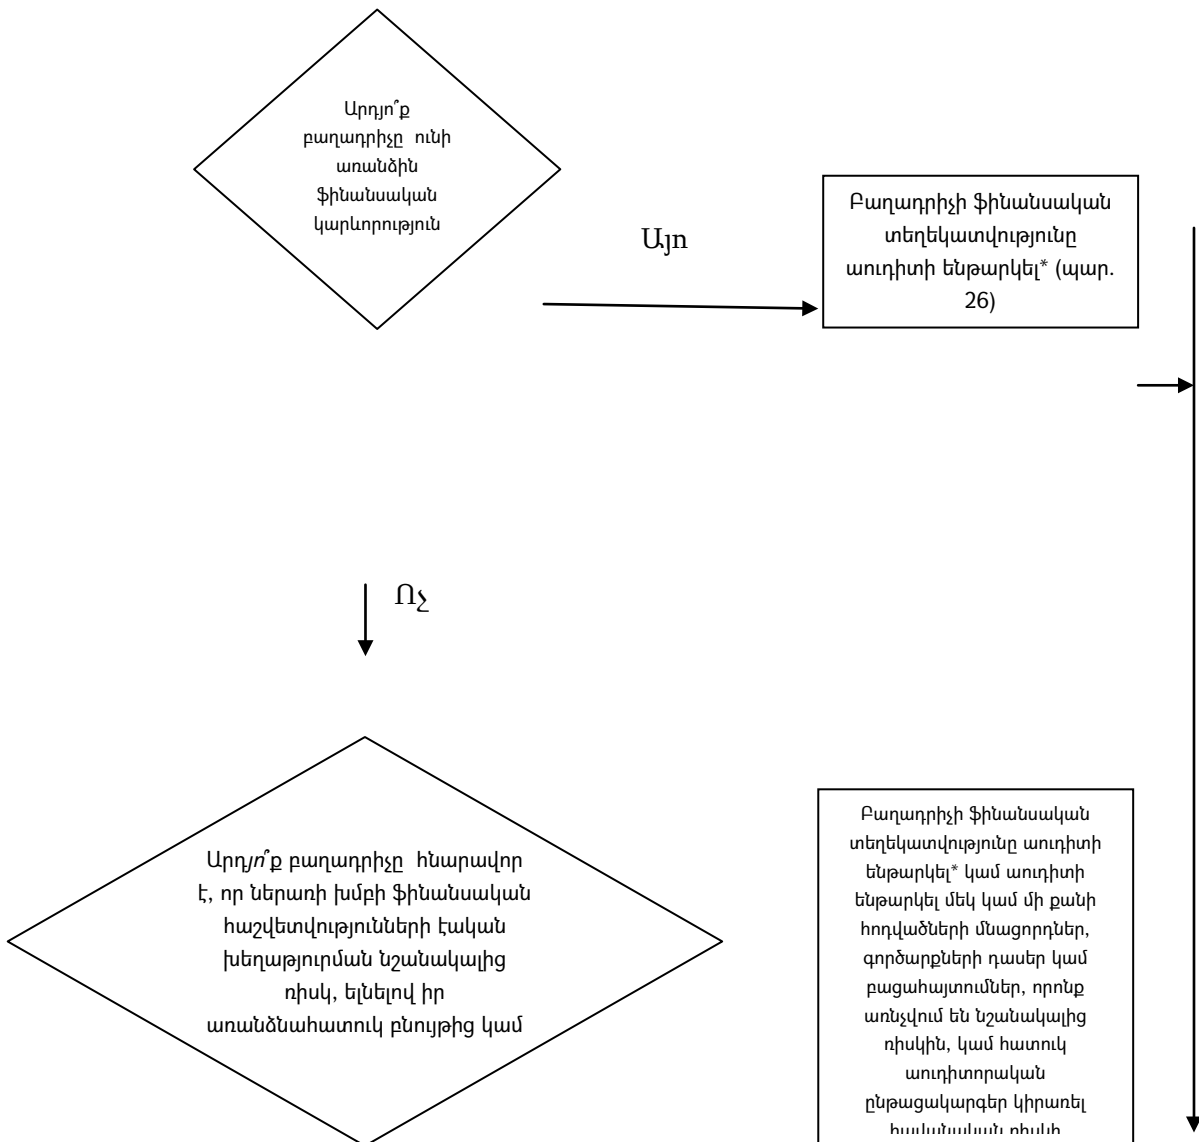 Արդյո՞ք
բաղադրիչը ունի
առանձին
ֆինանսական
կարևորություն
Այո
Բաղադրիչի ֆինանսական
տեղեկատվությունը
աուդիտի ենթարկել* (պար.
26)
Ոչ
Արդյո՞ք բաղադրիչը հնարավոր
է, որ ներառի խմբի ֆինանսական
հաշվետվությունների էական
խեղաթյուրման նշանակալից
ռիսկ, ելնելով իր
առանձնահատուկ բնույթից կամ
Բաղադրիչի ֆինանսական
տեղեկատվությունը աուդիտի
ենթարկել* կամ աուդիտի
ենթարկել մեկ կամ մի քանի
հոդվածների մնացորդներ,
գործարքների դասեր կամ
բացահայտումներ, որոնք
առնչվում են նշանակալից
ռիսկին, կամ հատուկ
աուդիտորական
ընթացակարգեր կիրառել
հավանական ռիսկի